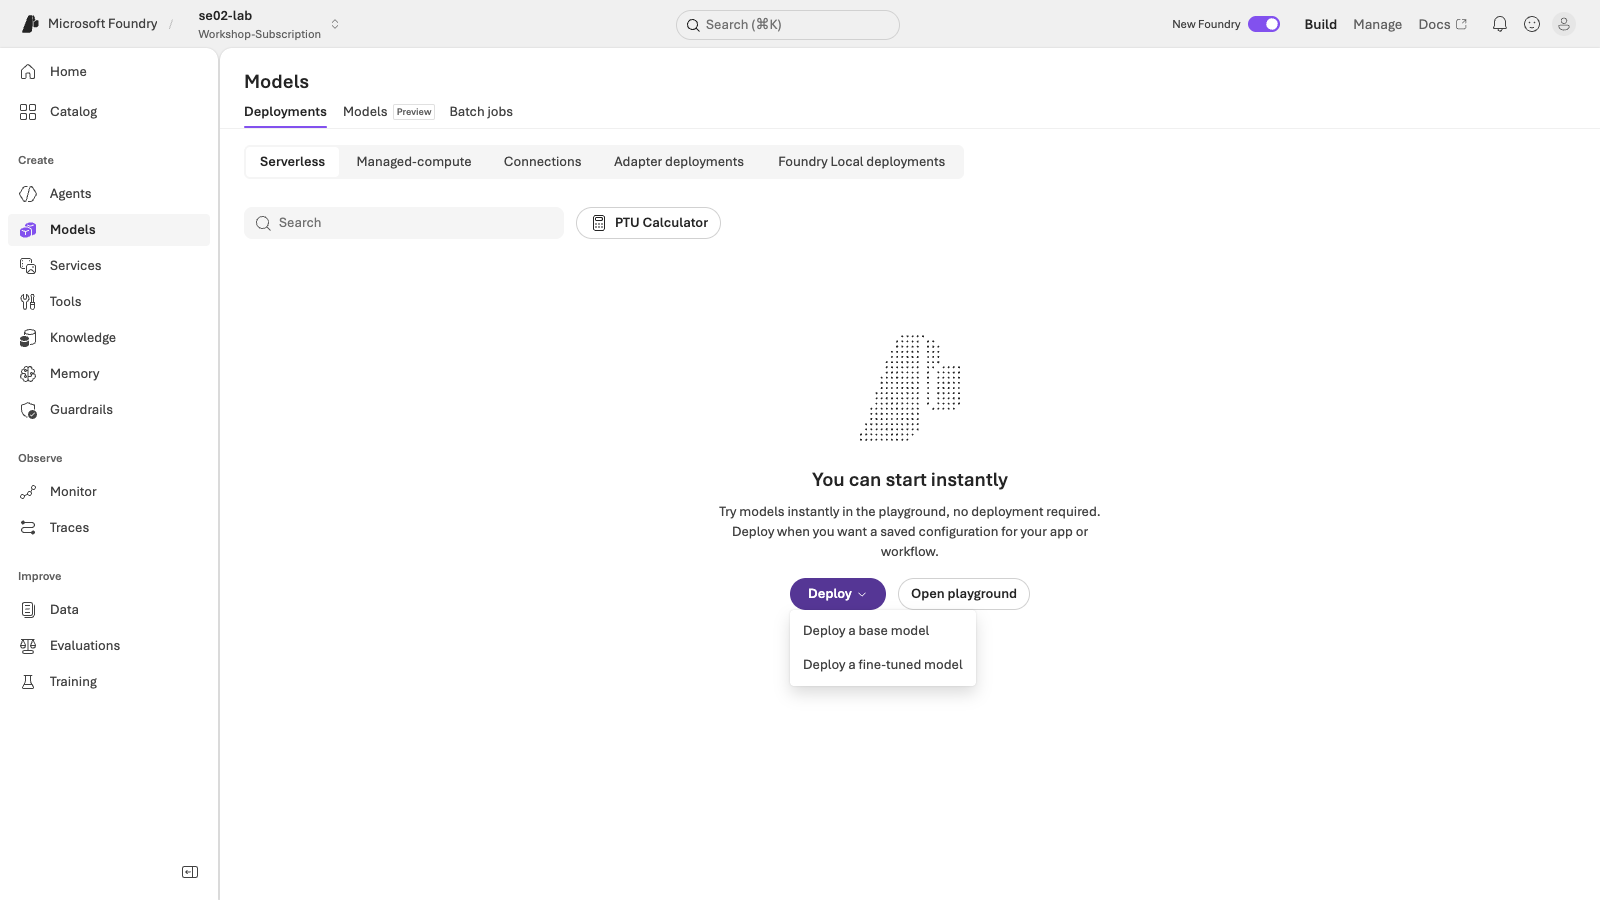 Microsoft Foundry /
se02-lab
Workshop-Subscription
Search (⌘K)
New Foundry
Build
Manage
Docs
Home
Catalog
Create
Agents
Models
Services
Tools
Knowledge
Memory
Guardrails
Observe
Monitor
Traces
Improve
Data
Evaluations
Training
Models
Deployments
Models Preview
Batch jobs
Serverless
Managed-compute
Connections
Adapter deployments
Foundry Local deployments
Search
PTU Calculator
You can start instantly
Try models instantly in the playground, no deployment required.
Deploy when you want a saved configuration for your app or
workflow.
Deploy
Open playground
Deploy a base model
Deploy a fine-tuned model